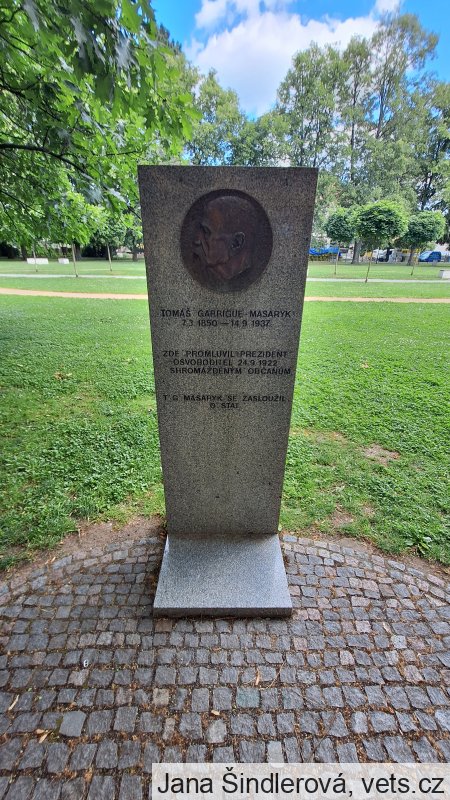 TOMÁŠ GARRIGUE-MASARYK
7.3.1850 — 14.9.1937
ZDE PROMLUVIL PREZIDENT
OSVOBODITEL 24.9.1922
SHROMÁŽDĚNÝM OBČANŮM
T. G. MASARYK SE ZASLOUŽIL
O STÁT
Jana Šindlerová, vets.cz